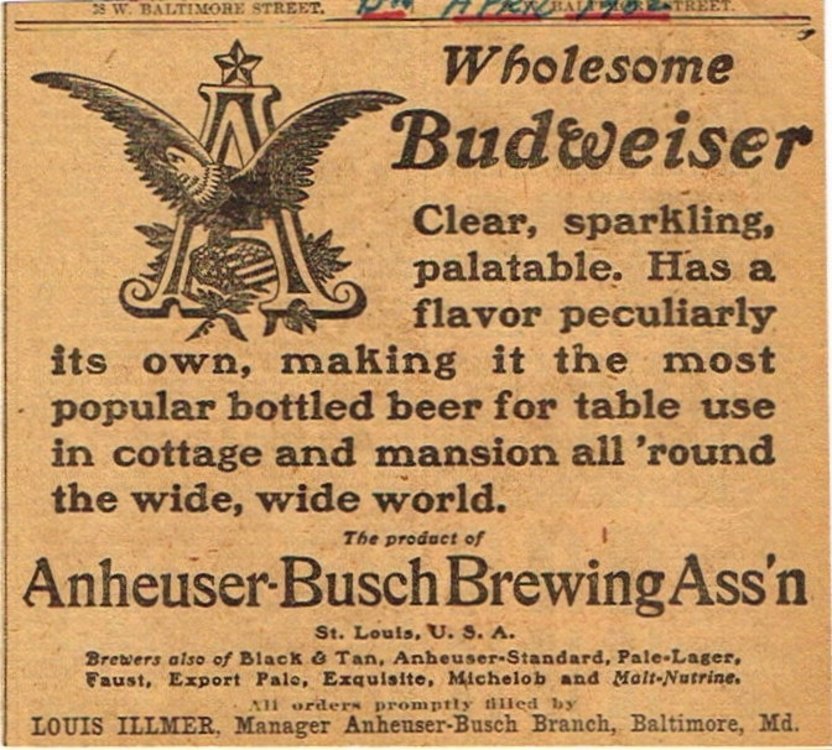 38 W. BALTIMORE STREET. STREET.
Wholesome
Budweiser
Clear, sparkling,
palatable. Has a
flavor peculiarly
its own, making it the most
popular bottled beer for table use
in cottage and mansion all 'round
the wide, wide world.
The product of
Anheuser-Busch Brewing Ass'n
St. Louis, U. S. A.
Brewers also of Black & Tan, Anheuser-Standard, Pale-Lager,
Faust, Export Pale, Exquisite, Michelob and Malt-Nutrine.
All orders promptly filled by
LOUIS ILLMER, Manager Anheuser-Busch Branch, Baltimore, Md.